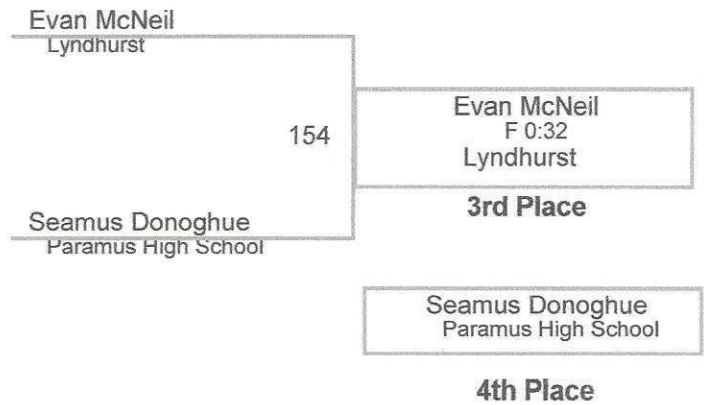 Evan McNeil
Lyndhurst
154
Evan McNeil
F 0:32
Lyndhurst
3rd Place
Seamus Donoghue
Paramus High School
Seamus Donoghue
Paramus High School
4th Place